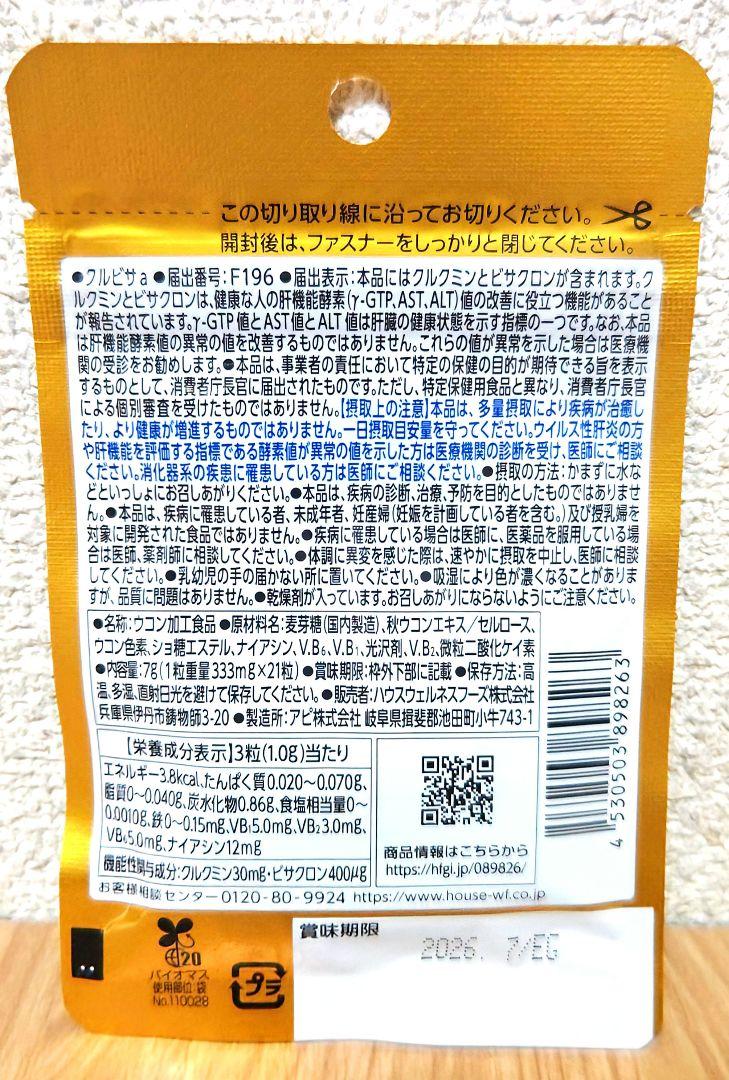 この切り取り線に沿ってお切りください。
開封後は、ファスナーをしっかりと閉じてください。
●クルビサa ●届出番号:F196 ●届出表示:本品にはクルクミンとビサクロンが含まれます。ク
ルクミンとビサクロンは、健康な人の肝機能酵素(γ-GTP、AST、ALT)値の改善に役立つ機能があること
が報告されています。γ-GTP値とAST値とALT値は肝臓の健康状態を示す指標の一つです。なお、本品
は肝機能酵素値の異常の値を改善するものではありません。これらの値が異常を示した場合は医療機
関の受診をお勧めします。●本品は、事業者の責任において特定の保健の目的が期待できる旨を表示
するものとして、消費者庁長官に届出されたものです。ただし、特定保健用食品と異なり、消費者庁長官
による個別審査を受けたものではありません。【摂取上の注意】本品は、多量摂取により疾病が治癒し
たり、より健康が増進するものではありません。一日摂取目安量を守ってください。ウイルス性肝炎の方
や肝機能を評価する指標である酵素値が異常の値を示した方は医療機関の診断を受け、医師にご相談
ください。消化器系の疾患に罹患している方は医師にご相談ください。●摂取の方法:かまずに水な
どといっしょにお召しあがりください。●本品は、疾病の診断、治療、予防を目的としたものではありませ
ん。●本品は、疾病に罹患している者、未成年者、妊産婦(妊娠を計画している者を含む。)及び授乳婦を
対象に開発された食品ではありません。●疾病に罹患している場合は医師に、医薬品を服用している場
合は医師、薬剤師に相談してください。●体調に異変を感じた際は、速やかに摂取を中止し、医師に相談
してください。●乳幼児の手の届かない所に置いてください。●吸湿により色が濃くなることがありま
すが、品質に問題はありません。●乾燥剤が入っています。お召しあがりにならないようにご注意ください。
●名称:ウコン加工食品 ●原材料名:麦芽糖(国内製造)、秋ウコンエキス/セルロース、
ウコン色素、ショ糖エステル、ナイアシン、V.B₆、V.B₁、光沢剤、V.B₂、微粒二酸化ケイ素
●内容量:7g(1粒重量333mg×21粒) ●賞味期限:枠外下部に記載 ●保存方法:高
温、多湿、直射日光を避けて保存してください。●販売者:ハウスウェルネスフーズ株式会社
兵庫県伊丹市鋳物師3-20 ●製造所:アピ株式会社 岐阜県揖斐郡池田町小牛743-1
【栄養成分表示】3粒(1.0g)当たり
エネルギー3.8kcal、たんぱく質0.020〜0.070g、
脂質0〜0.040g、炭水化物0.86g、食塩相当量0〜
0.0010g、鉄0〜0.15mg、VB₁5.0mg、VB₂3.0mg、
VB₆5.0mg、ナイアシン12mg
機能性関与成分:クルクミン30mg・ビサクロン400μg
商品情報はこちらから
https://hfgi.jp/089826/
4 530503 898263
お客様相談センター 0120-80-9924 https://www.house-wf.co.jp
20
バイオマス
使用部位:袋
No.110028
プラ
賞味期限
2026. 7/EG